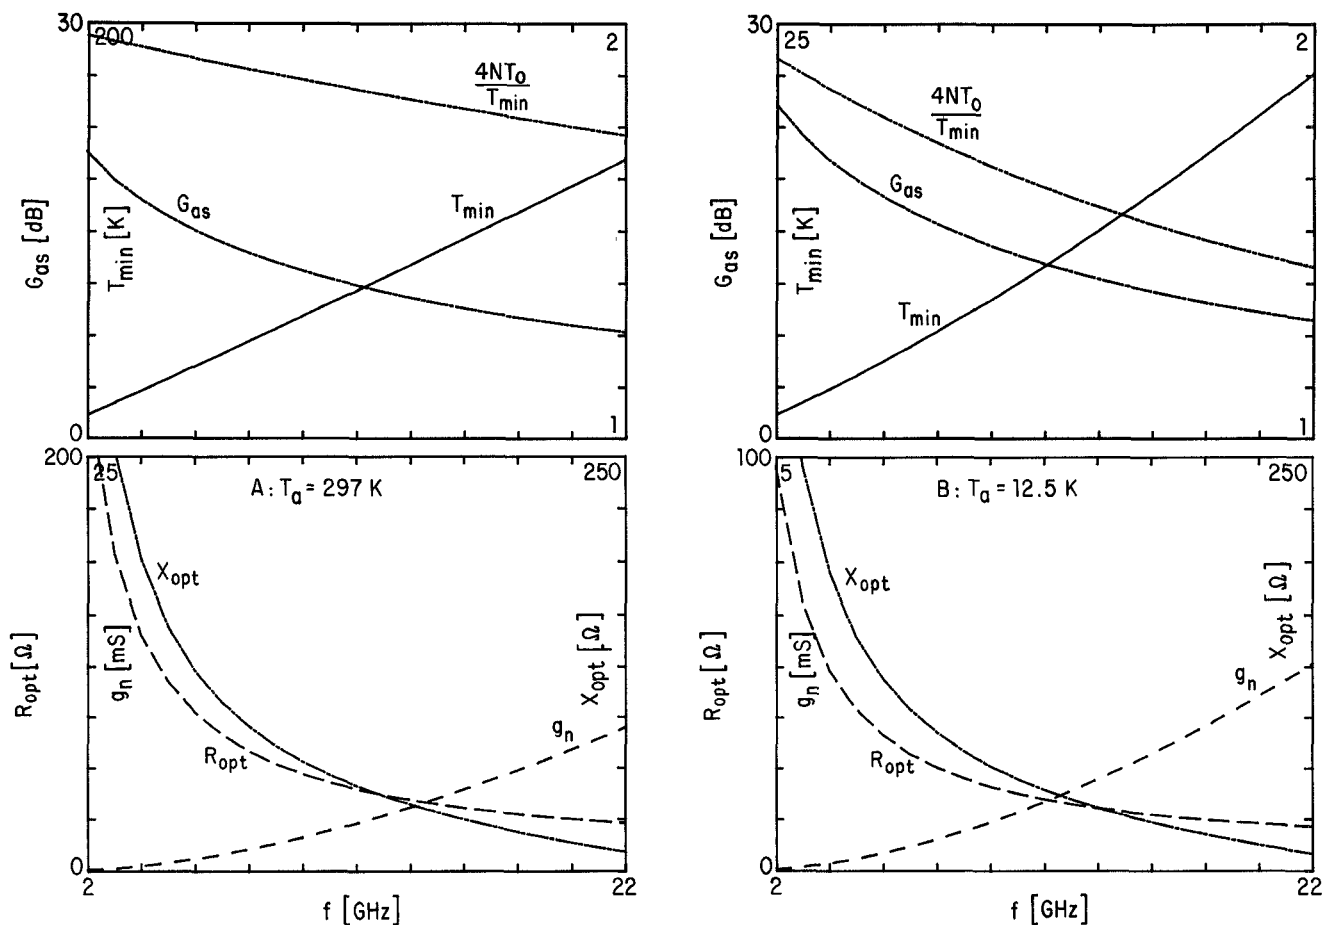 30
200
2
4NT₀
Tmin
Gas
Tmin
Gas [dB]
Tmin [K]
0
1
30
25
2
4NT₀
Tmin
Gas
Tmin
Gas [dB]
Tmin [K]
0
1
200
25
250
A: Ta = 297 K
Xopt
Ropt
gn
Ropt [Ω]
gn [mS]
Xopt [Ω]
0
2
22
f [GHz]
100
5
250
B: Ta = 12.5 K
Xopt
Ropt
gn
Ropt [Ω]
gn [mS]
Xopt [Ω]
0
2
22
f [GHz]